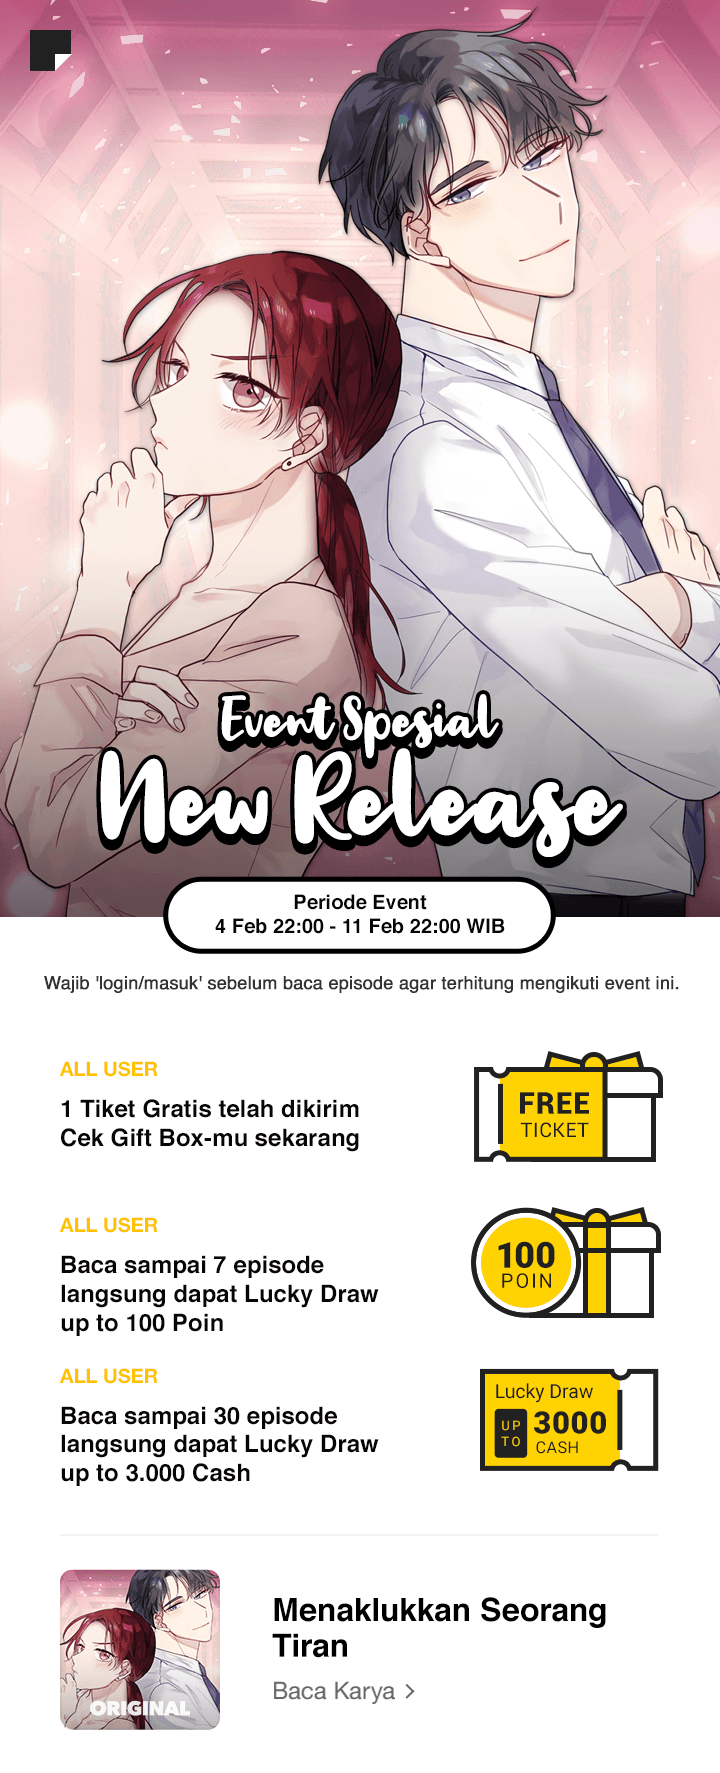 Event Spesial
New Release
Periode Event
4 Feb 22:00 - 11 Feb 22:00 WIB
Wajib 'login/masuk' sebelum baca episode agar terhitung mengikuti event ini.
ALL USER
1 Tiket Gratis telah dikirim
Cek Gift Box-mu sekarang
FREE
TICKET
ALL USER
Baca sampai 7 episode
langsung dapat Lucky Draw
up to 100 Poin
100
POIN
ALL USER
Baca sampai 30 episode
langsung dapat Lucky Draw
up to 3.000 Cash
Lucky Draw
UP TO 3000
CASH
ORIGINAL
Menaklukkan Seorang
Tiran
Baca Karya >